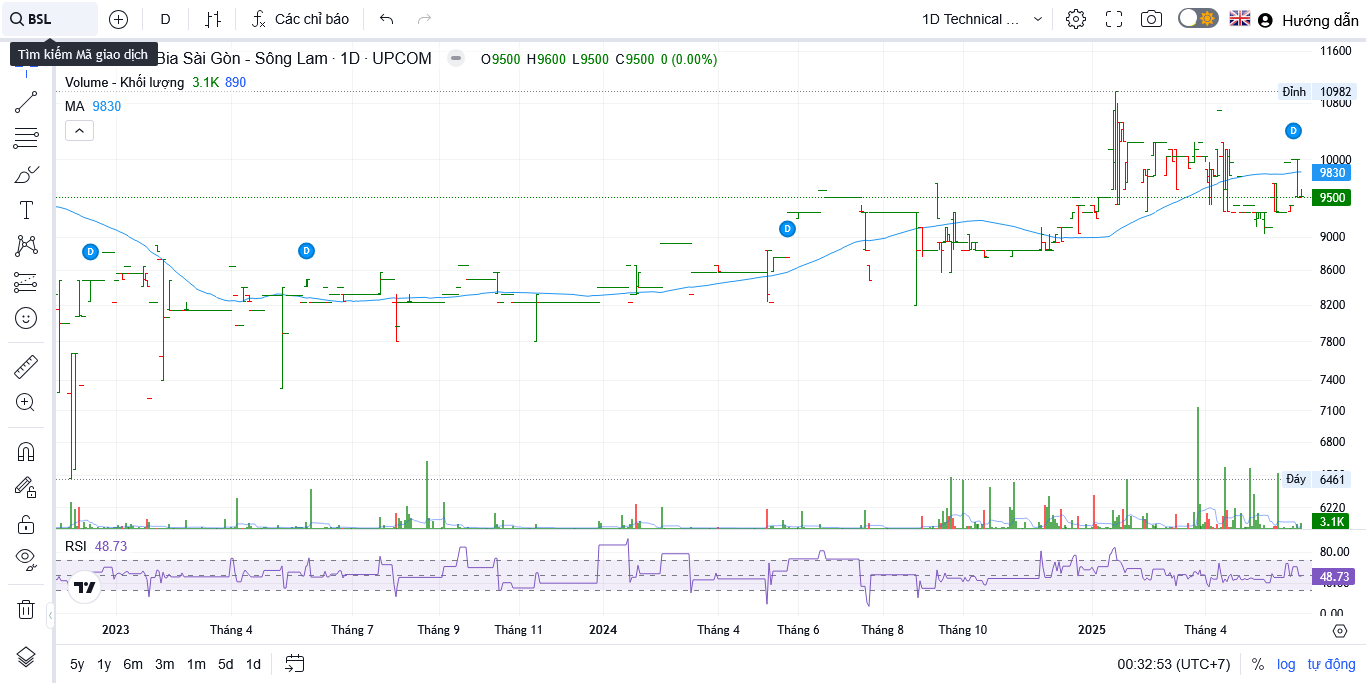 BSL
D
Các chỉ báo
1D Technical ...
Hướng dẫn
Tìm kiếm Mã giao dịch
Bia Sài Gòn - Sông Lam · 1D · UPCOM
O9500 H9600 L9500 C9500 0 (0.00%)
Volume - Khối lượng 3.1K 890
MA 9830
11600
Đỉnh 10982
10800
D
10000
9830
9500
D
9000
D
D
8600
8200
7800
7400
7100
6800
Đáy 6461
6220
3.1K
RSI 48.73
80.00
48.73
0.00
2023 Tháng 4 Tháng 7 Tháng 9 Tháng 11 2024 Tháng 4 Tháng 6 Tháng 8 Tháng 10 2025 Tháng 4
5y 1y 6m 3m 1m 5d 1d
00:32:53 (UTC+7) % log tự động